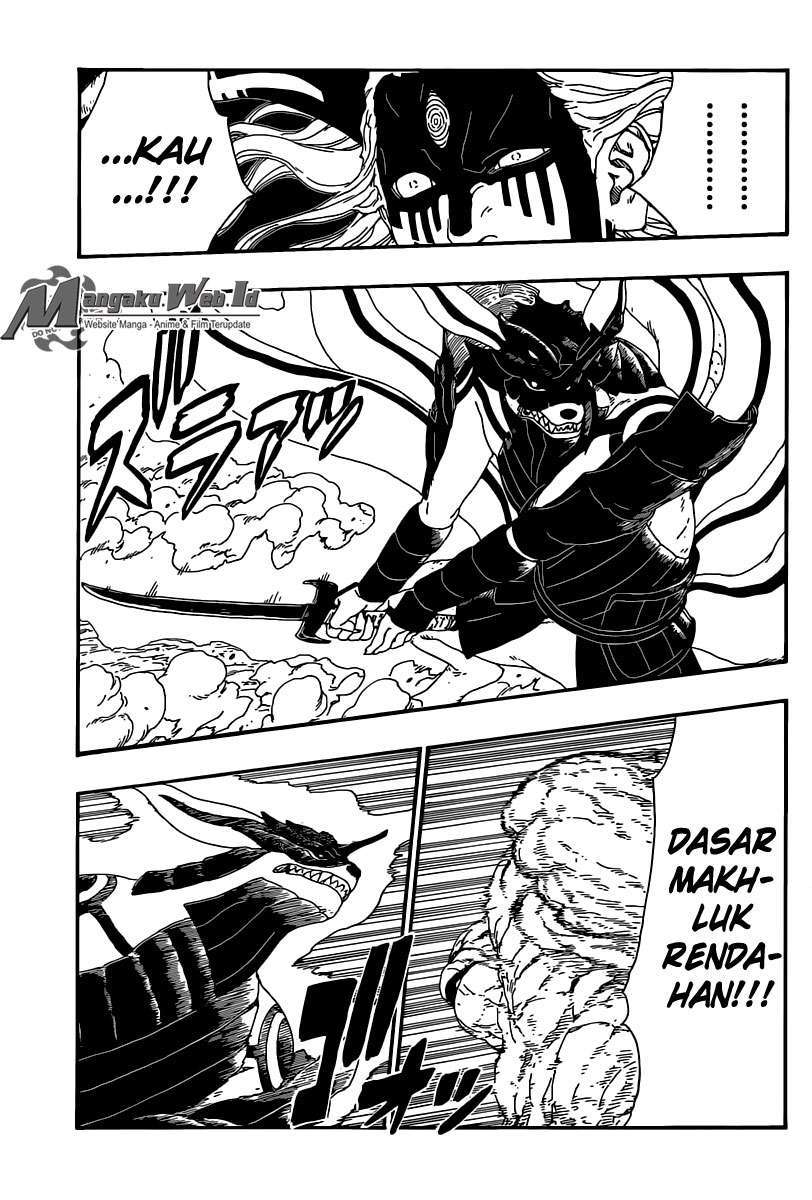 ...KAU
...!!!
Mangaku.Web.Id
Website Manga - Anime & Film Terupdate
ズラァッ
DASAR
MAKH-
LUK
RENDA-
HAN!!!
ゴオッ